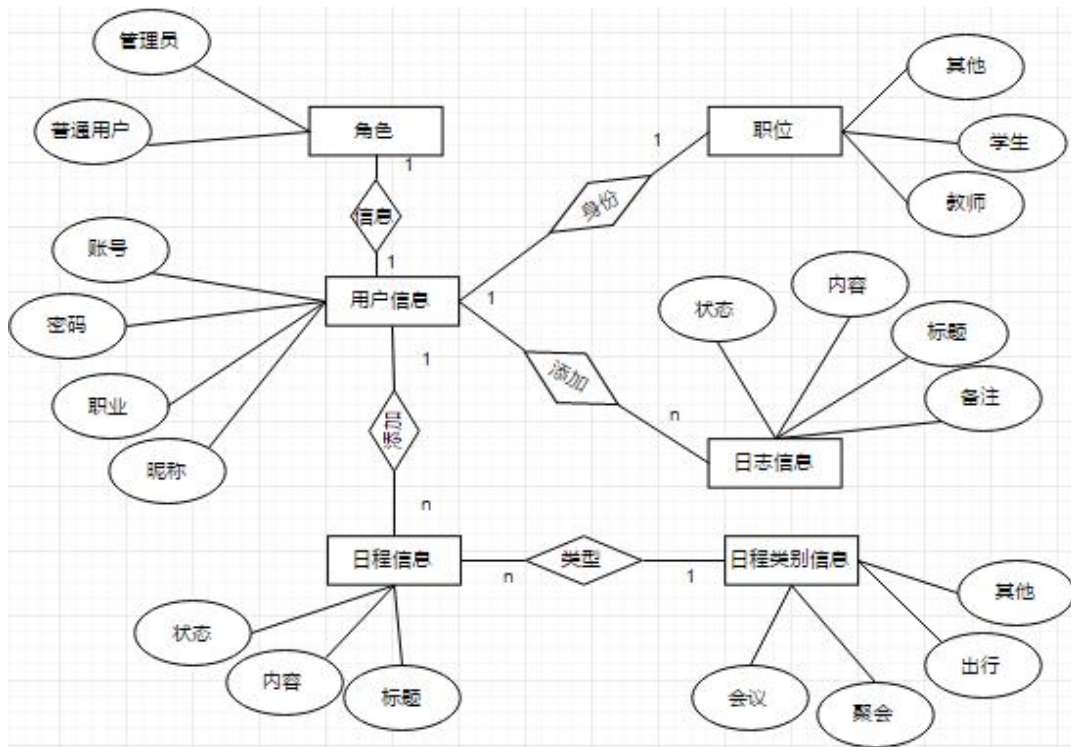 管理员
其他
普通用户
角色
职位
学生
1
1
信息
身份
教师
账号
1
用户信息
1
状态
内容
密码
标题
1
添加
备注
职业
添加
n
昵称
日志信息
n
日程信息
类型
日程类别信息
n
1
其他
状态
内容
标题
会议
聚会
出行